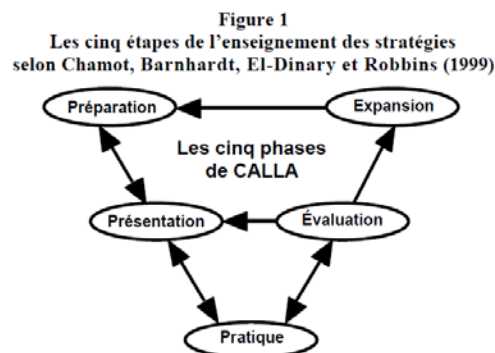 Figure 1
Les cinq étapes de l’enseignement des stratégies
selon Chamot, Barnhardt, El-Dinary et Robbins (1999)
Préparation
Expansion
Les cinq phases
de CALLA
Présentation
Évaluation
Pratique